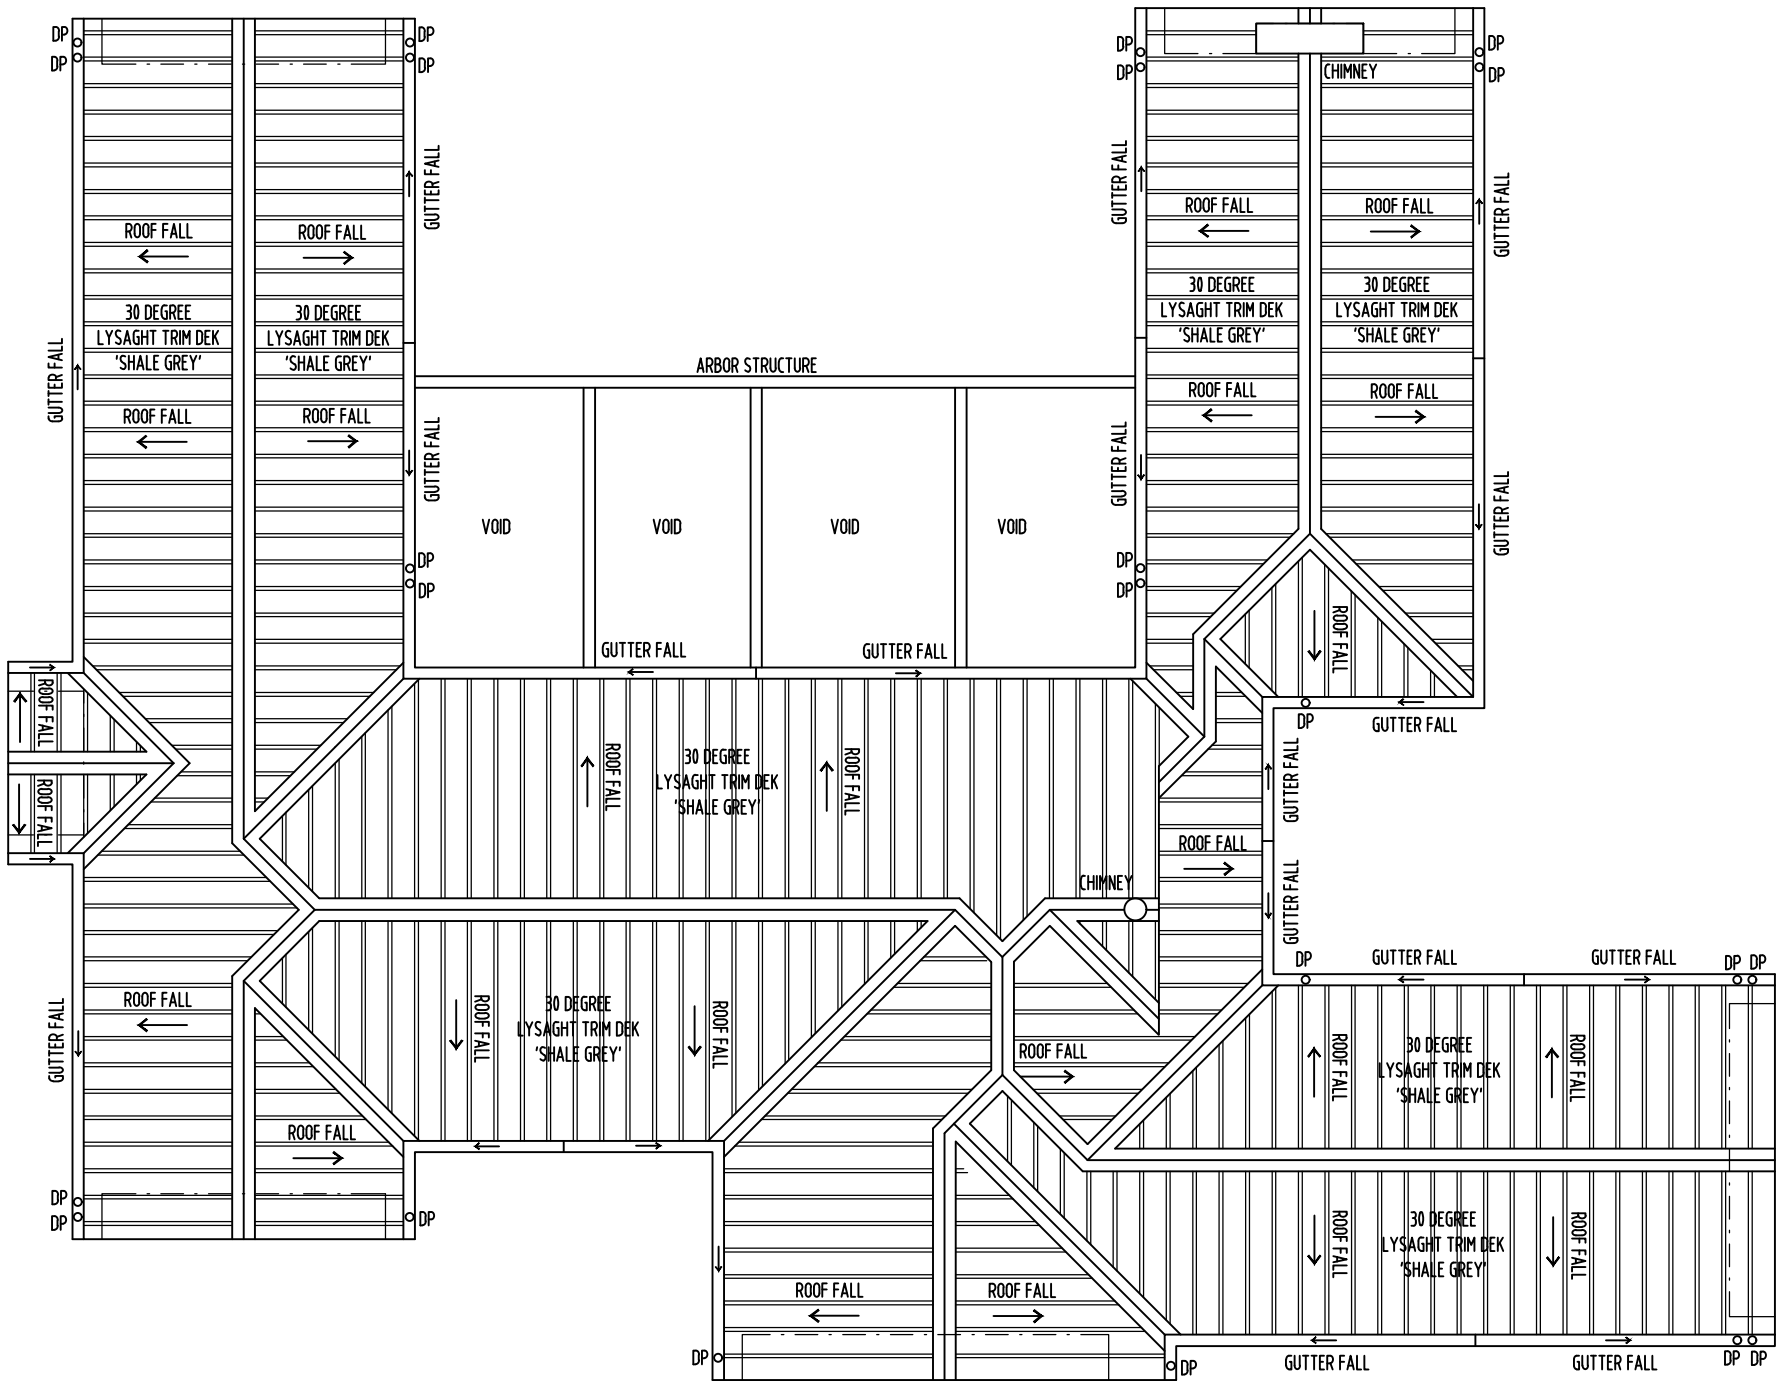 DP
DP
DP
DP
DP
DP
DP
DP
CHIMNEY
GUTTER FALL
GUTTER FALL
GUTTER FALL
ROOF FALL
ROOF FALL
ROOF FALL
ROOF FALL
30 DEGREE
LYSAGHT TRIM DEK
'SHALE GREY'
30 DEGREE
LYSAGHT TRIM DEK
'SHALE GREY'
30 DEGREE
LYSAGHT TRIM DEK
'SHALE GREY'
30 DEGREE
LYSAGHT TRIM DEK
'SHALE GREY'
GUTTER FALL
ARBOR STRUCTURE
ROOF FALL
ROOF FALL
ROOF FALL
ROOF FALL
GUTTER FALL
GUTTER FALL
GUTTER FALL
VOID
VOID
VOID
VOID
DP
DP
DP
DP
GUTTER FALL
GUTTER FALL
ROOF FALL
ROOF FALL
DP
GUTTER FALL
ROOF FALL
ROOF FALL
ROOF FALL
30 DEGREE
LYSAGHT TRIM DEK
'SHALE GREY'
GUTTER FALL
ROOF FALL
CHIMNEY
GUTTER FALL
DP
GUTTER FALL
GUTTER FALL
DP
DP
ROOF FALL
GUTTER FALL
ROOF FALL
30 DEGREE
LYSAGHT TRIM DEK
'SHALE GREY'
ROOF FALL
ROOF FALL
ROOF FALL
30 DEGREE
LYSAGHT TRIM DEK
'SHALE GREY'
ROOF FALL
ROOF FALL
DP
DP
DP
ROOF FALL
30 DEGREE
LYSAGHT TRIM DEK
'SHALE GREY'
ROOF FALL
ROOF FALL
ROOF FALL
DP
DP
GUTTER FALL
GUTTER FALL
DP
DP